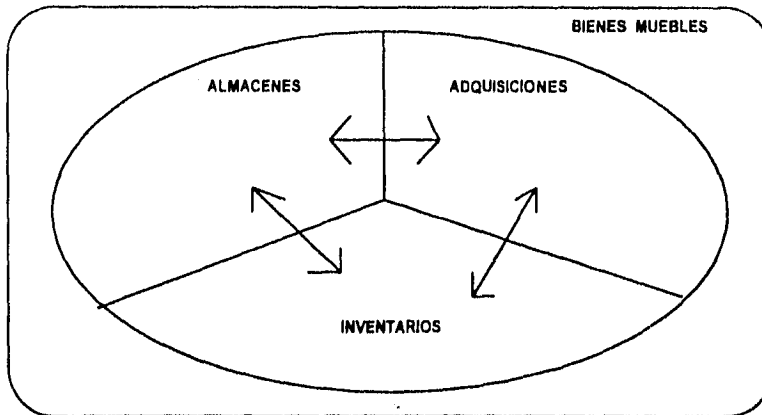 BIENES MUEBLES
ALMACENES
ADQUISICIONES
INVENTARIOS